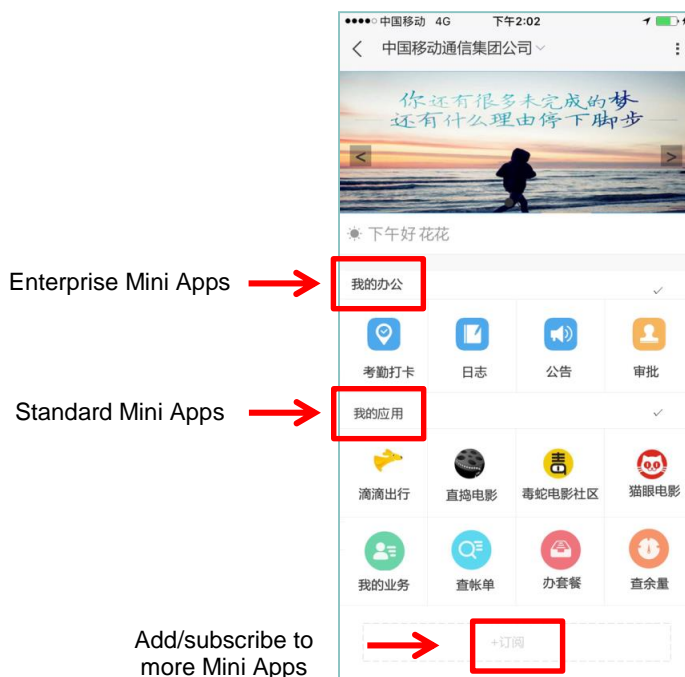 中国移动 4G 下午2:02
中国移动通信集团公司
你还有很多未完成的梦
还有什么理由停下脚步
< >
下午好 花花
Enterprise Mini Apps
我的办公
考勤打卡 日志 公告 审批
Standard Mini Apps
我的应用
毒
滴滴出行 直捣电影 毒蛇电影社区 猫眼电影
我的业务 查帐单 办套餐 查余量
Add/subscribe to
more Mini Apps
+订阅